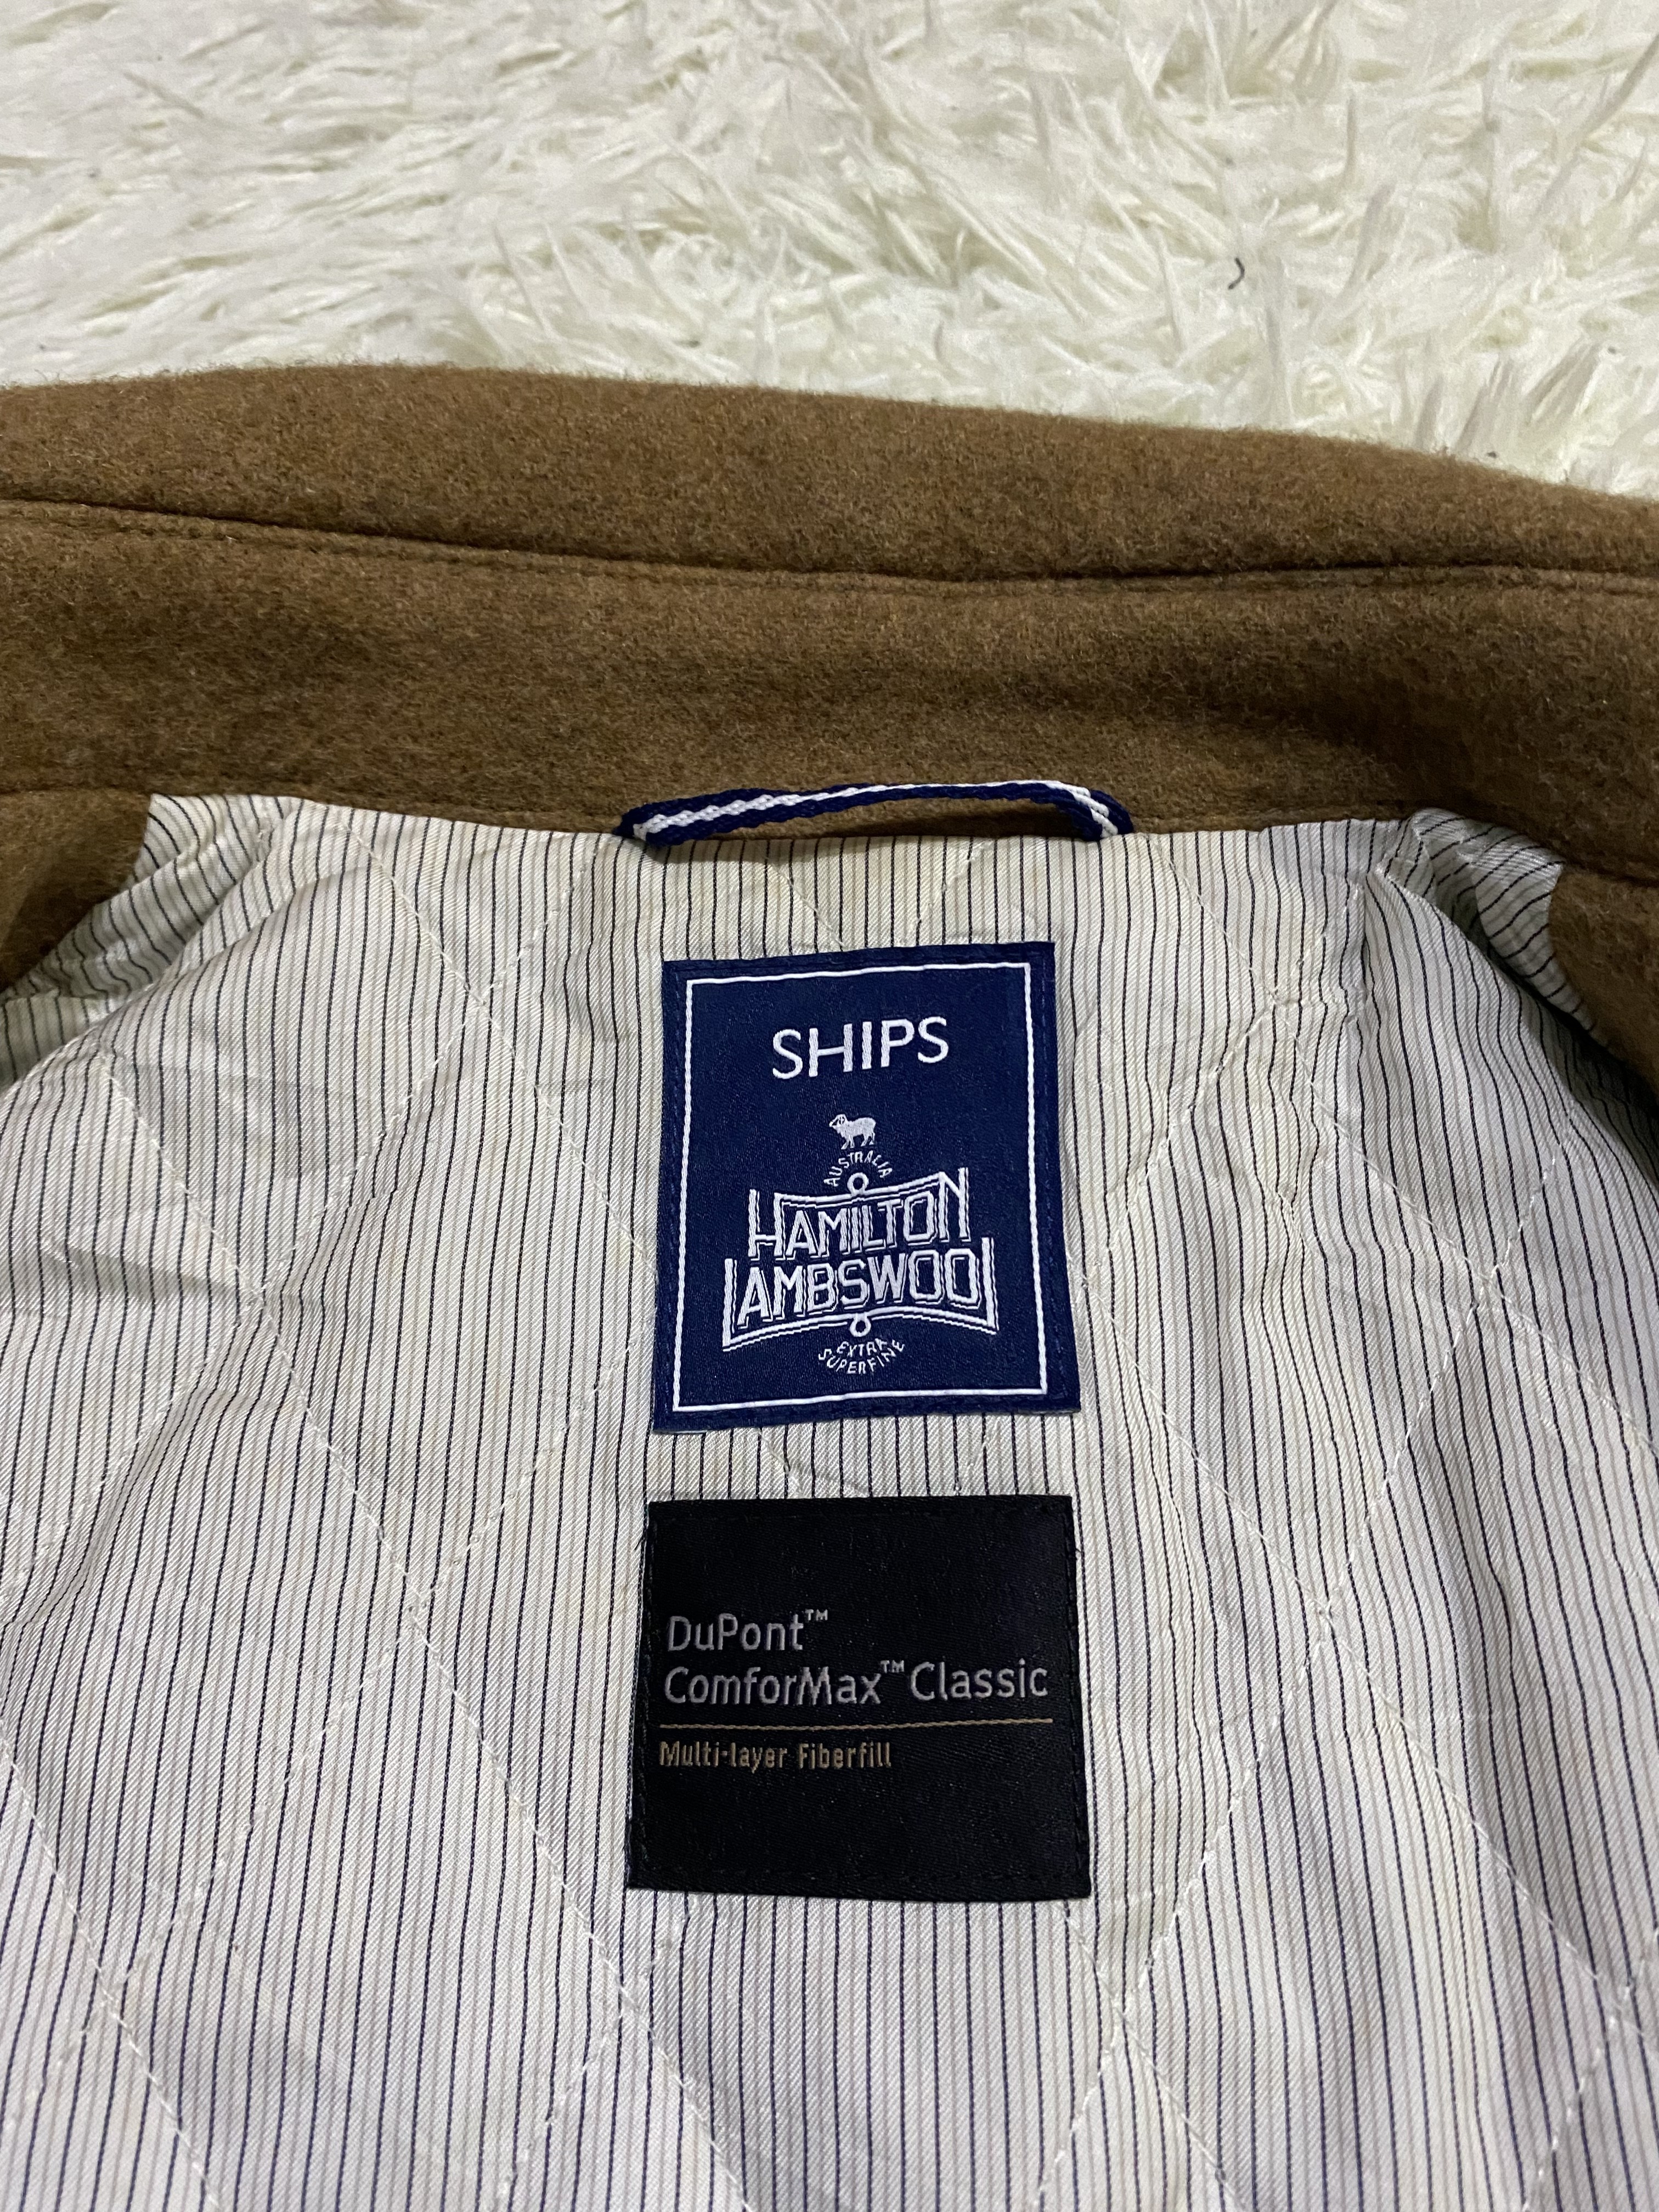 SHIPS
AUSTRALIA
HAMILTON
LAMBSWOOL
EXTRA
SUPERFINE
DuPont™
ComforMax™ Classic
Multi-layer Fiberfill